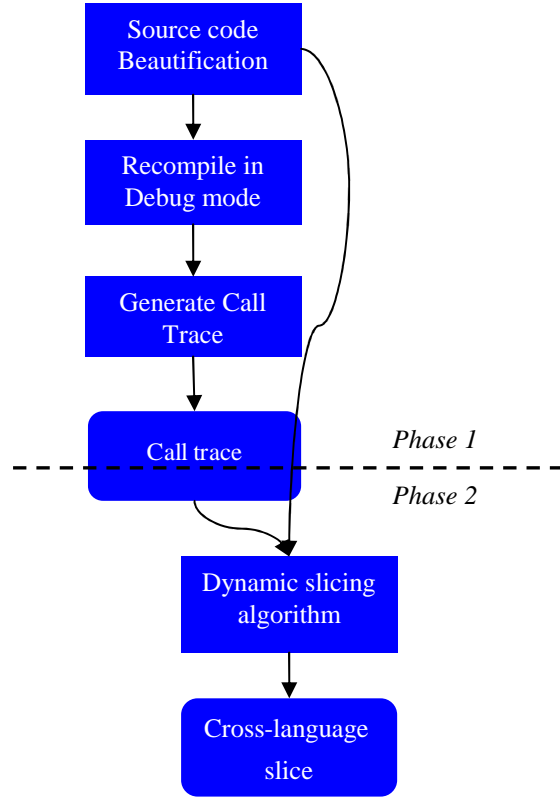 Source code
Beautification
Recompile in
Debug mode
Generate Call
Trace
Call trace
Phase 1
Phase 2
Dynamic slicing
algorithm
Cross-language
slice